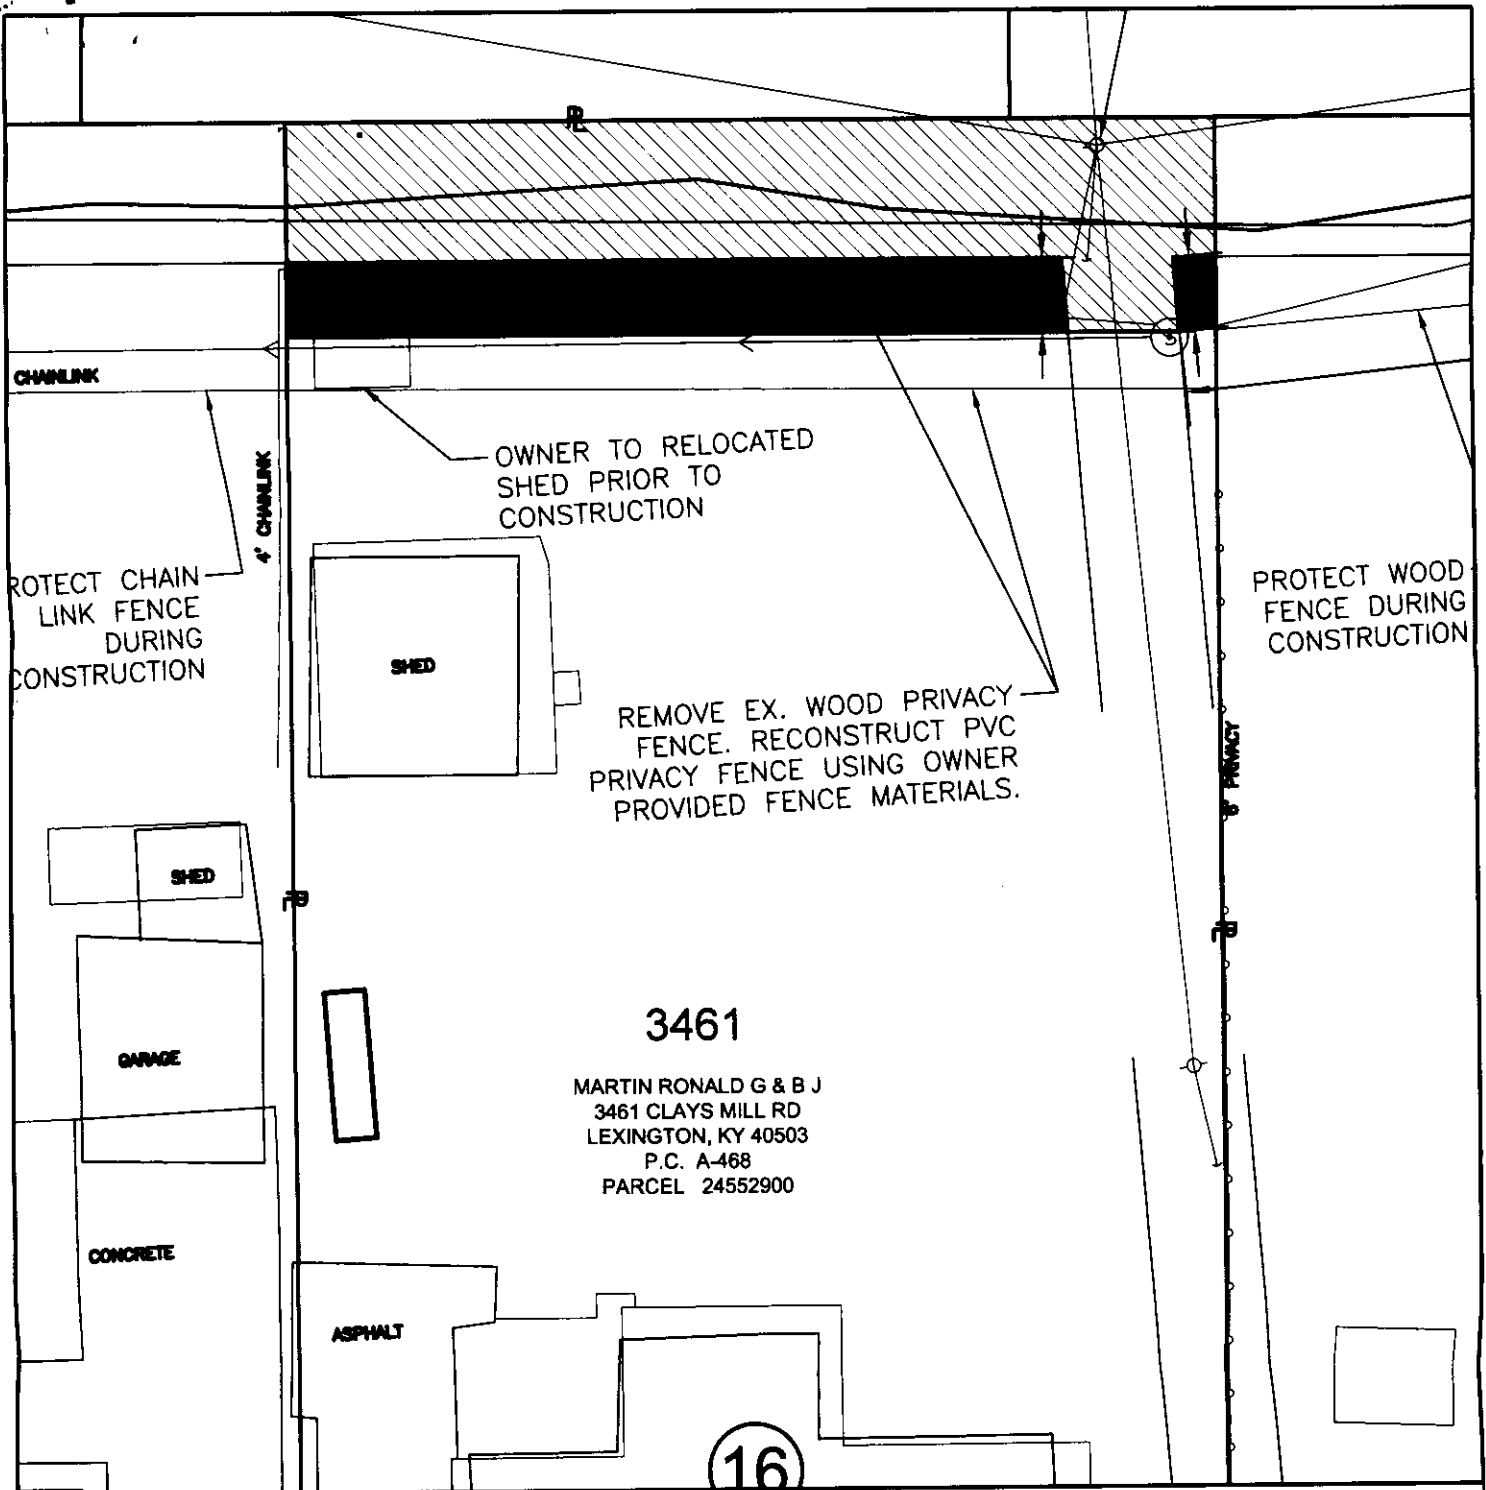 PL
CHAINLINK
4' CHAINLINK
OWNER TO RELOCATED
SHED PRIOR TO
CONSTRUCTION
ROTECT CHAIN
LINK FENCE
DURING
CONSTRUCTION
SHED
PROTECT WOOD
FENCE DURING
CONSTRUCTION
REMOVE EX. WOOD PRIVACY
FENCE. RECONSTRUCT PVC
PRIVACY FENCE USING OWNER
PROVIDED FENCE MATERIALS.
6' PRIVACY
SHED
PL
PL
GARAGE
3461
MARTIN RONALD G & B J
3461 CLAYS MILL RD
LEXINGTON, KY 40503
P.C. A-468
PARCEL 24552900
CONCRETE
ASPHALT
16